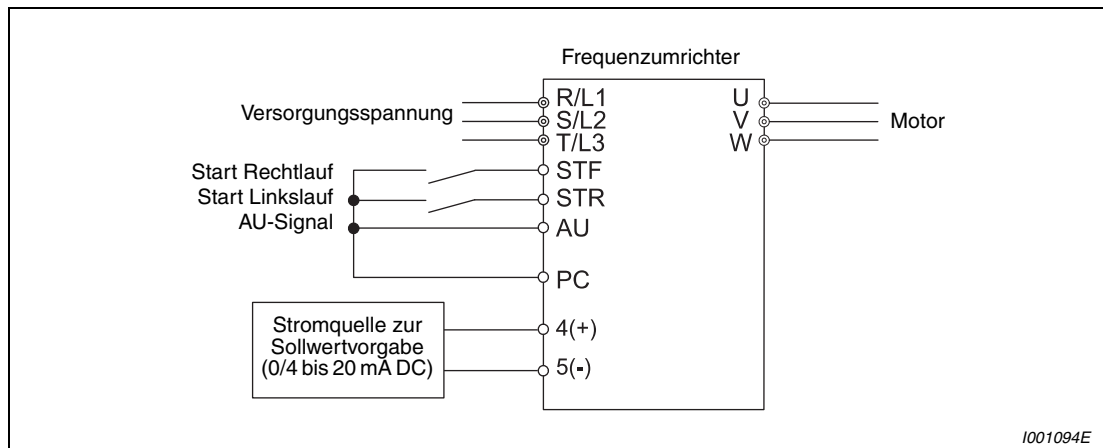 Frequenzumrichter
Versorgungsspannung
R/L1
S/L2
T/L3
U
V
W
Motor
Start Rechtlauf
STF
Start Linkslauf
STR
AU-Signal
AU
PC
Stromquelle zur
Sollwertvorgabe
(0/4 bis 20 mA DC)
4(+)
5(-)
I001094E